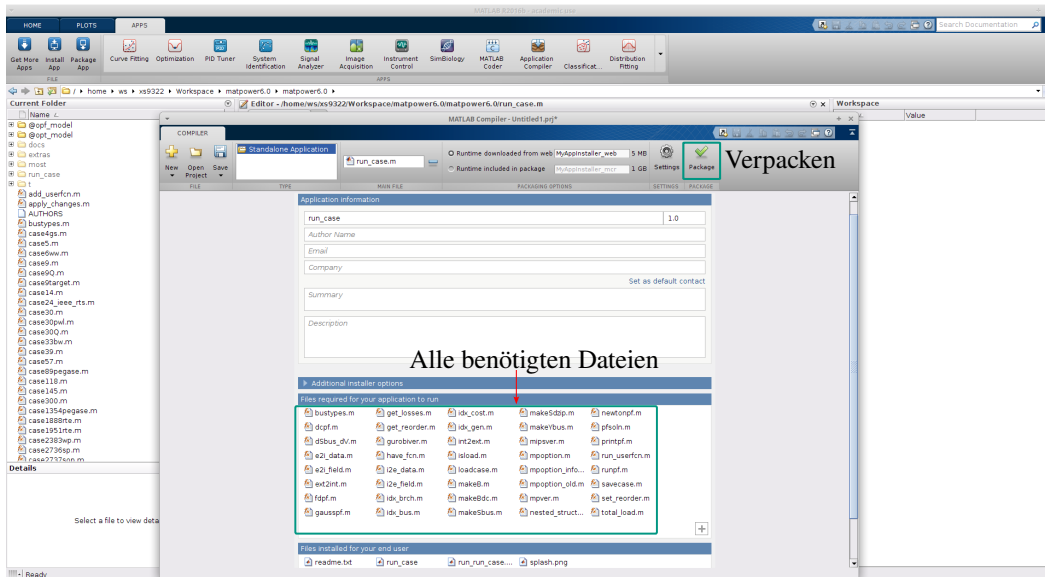 MATLAB R2016b - academic use
HOME PLOTS APPS
Search Documentation
Get More Apps
Install App
Package App
Curve Fitting
Optimization
PID Tuner
System Identification
Signal Analyzer
Image Acquisition
Instrument Control
SimBiology
MATLAB Coder
Application Compiler
Classificat...
Distribution Fitting
FILE APPS
/ ▸ home ▸ ws ▸ xs9322 ▸ Workspace ▸ matpower6.0 ▸ matpower6.0 ▸
Current Folder
Name
@opf_model
@opt_model
docs
extras
most
run_case
t
add_userfcn.m
apply_changes.m
AUTHORS
bustypes.m
case4gs.m
case5.m
case6ww.m
case9.m
case9Q.m
case9target.m
case14.m
case24_ieee_rts.m
case30.m
case30pwl.m
case30Q.m
case33bw.m
case39.m
case57.m
case89pegase.m
case118.m
case145.m
case300.m
case1354pegase.m
case1888rte.m
case1951rte.m
case2383wp.m
case2736sp.m
case2737sop.m
Details
Select a file to view deta
Ready
Editor - /home/ws/xs9322/Workspace/matpower6.0/matpower6.0/run_case.m
Workspace
Value
MATLAB Compiler - Untitled1.prj*
COMPILER
New
Open Project
Save
Standalone Application
run_case.m
Runtime downloaded from web MyAppInstaller_web 5 MB
Runtime included in package MyAppInstaller_mcr 1 GB
Settings
Package
Verpacken
FILE TYPE MAIN FILE PACKAGING OPTIONS SETTINGS PACKAGE
Application information
run_case 1.0
Author Name
Email
Company
Set as default contact
Summary
Description
Alle benötigten Dateien
Additional installer options
Files required for your application to run
bustypes.m get_losses.m idx_cost.m makeSdzip.m newtonpf.m
dcpf.m get_reorder.m idx_gen.m makeYbus.m pfsoln.m
dSbus_dV.m gurobiver.m int2ext.m mipsver.m printpf.m
e2i_data.m have_fcn.m isload.m mpoption.m run_userfcn.m
e2i_field.m i2e_data.m loadcase.m mpoption_info... runpf.m
ext2int.m i2e_field.m makeB.m mpoption_old.m savecase.m
fdpf.m idx_brch.m makeBdc.m mpver.m set_reorder.m
gausspf.m idx_bus.m makeSbus.m nested_struct... total_load.m
Files installed for your end user
readme.txt run_case run_run_case.... splash.png